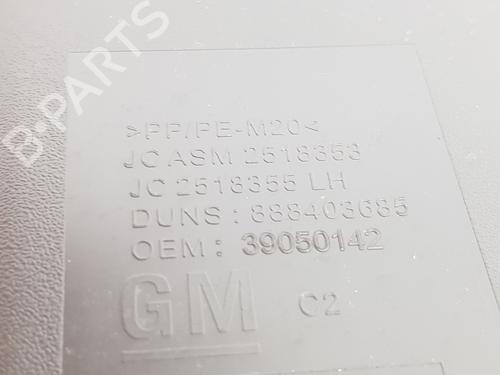 >PP/PE-M20<
JC ASM 2518353
JC 2518355 LH
DUNS: 888403685
OEM: 39050142
GM C2
B-Parts